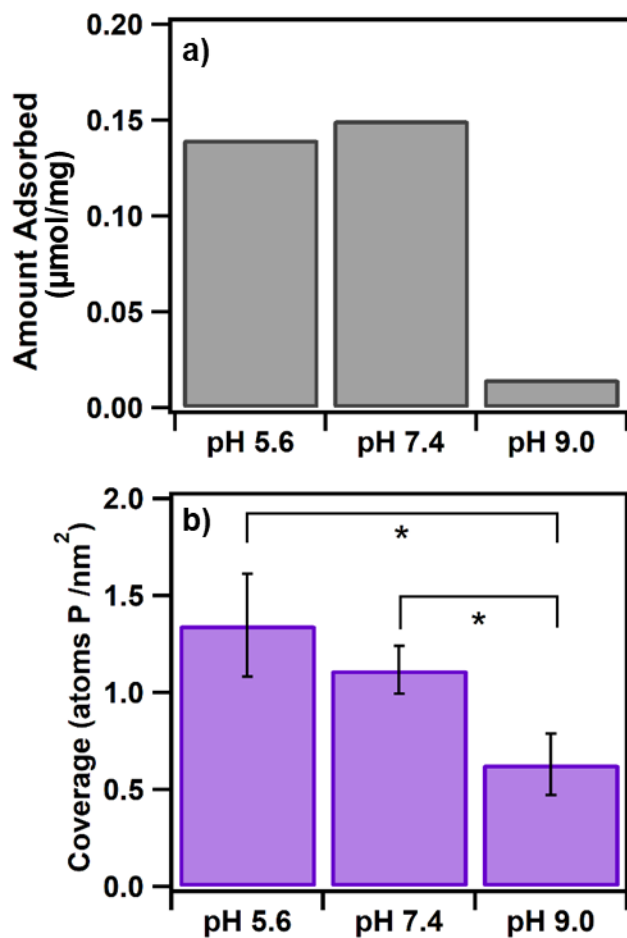 a)
Amount Adsorbed
(µmol/mg)
0.20
0.15
0.10
0.05
0.00
pH 5.6 pH 7.4 pH 9.0
b)
Coverage (atoms P /nm²)
2.0
1.5
1.0
0.5
0.0
*
*
pH 5.6 pH 7.4 pH 9.0